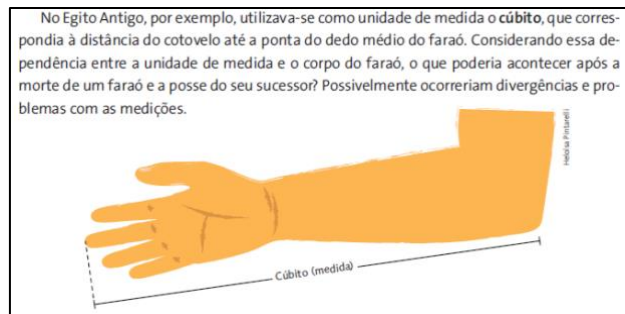 No Egito Antigo, por exemplo, utilizava-se como unidade de medida o cúbito, que corres-
pondia à distância do cotovelo até a ponta do dedo médio do faraó. Considerando essa de-
pendência entre a unidade de medida e o corpo do faraó, o que poderia acontecer após a
morte de um faraó e a posse do seu sucessor? Possivelmente ocorreriam divergências e pro-
blemas com as medições.
Heloísa Pintarelli
Cúbito (medida)